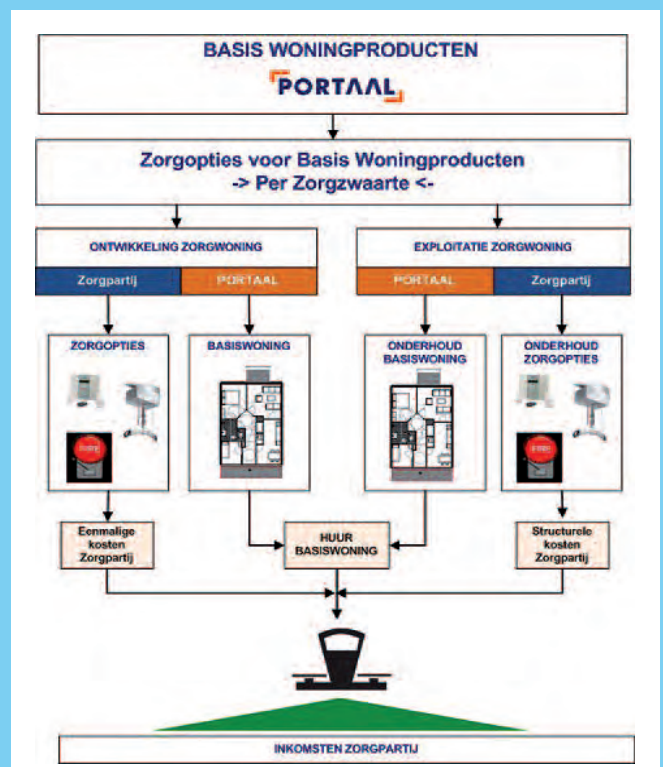 BASIS WONINGPRODUCTEN
PORTAAL
Zorgopties voor Basis Woningproducten
-> Per Zorgzwaarte <-
ONTWIKKELING ZORGWONING
EXPLOITATIE ZORGWONING
Zorgpartij
PORTAAL
PORTAAL
Zorgpartij
ZORGOPTIES
BASISWONING
ONDERHOUD
BASISWONING
ONDERHOUD
ZORGOPTIES
Eenmalige
kosten
Zorgpartij
HUUR
BASISWONING
Structurele
kosten
Zorgpartij
INKOMSTEN ZORGPARTIJ